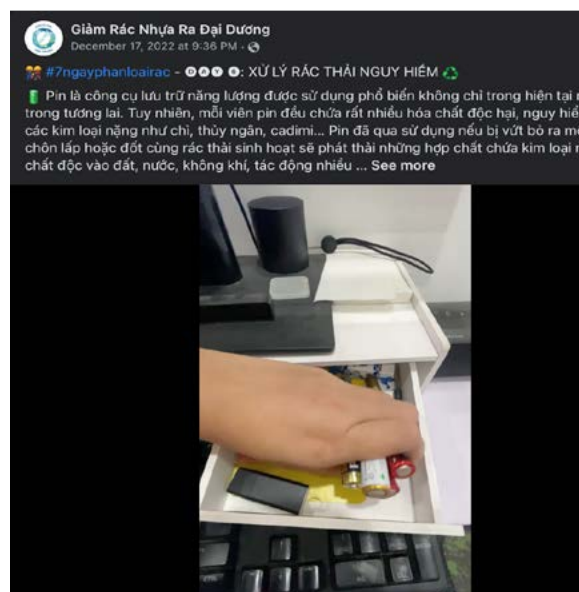 Giảm Rác Nhựa Ra Đại Dương
December 17, 2022 at 9:36 PM ·
#7ngayphanloairac - 🅓🅐🅨 : XỬ LÝ RÁC THẢI NGUY HIỂM
Pin là công cụ lưu trữ năng lượng được sử dụng phổ biến không chỉ trong hiện tại
trong tương lai. Tuy nhiên, mỗi viên pin đều chứa rất nhiều hóa chất độc hại, nguy
các kim loại nặng như chì, thủy ngân, cadimi... Pin đã qua sử dụng nếu bị vứt bỏ ra
chôn lấp hoặc đốt cùng rác thải sinh hoạt sẽ phát thải những hợp chất chứa kim loại
chất độc vào đất, nước, không khí, tác động nhiều ... See more